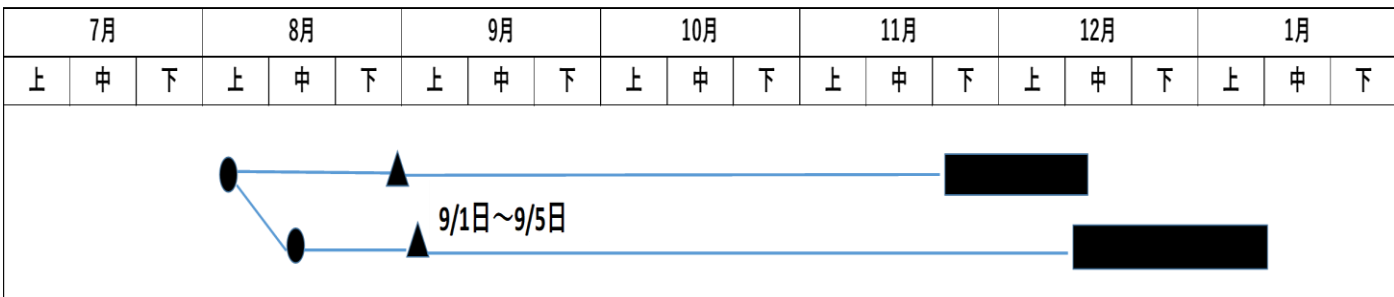 7月 8月 9月 10月 11月 12月 1月
上 中 下 上 中 下 上 中 下 上 中 下 上 中 下 上 中 下 上 中 下
9/1日～9/5日